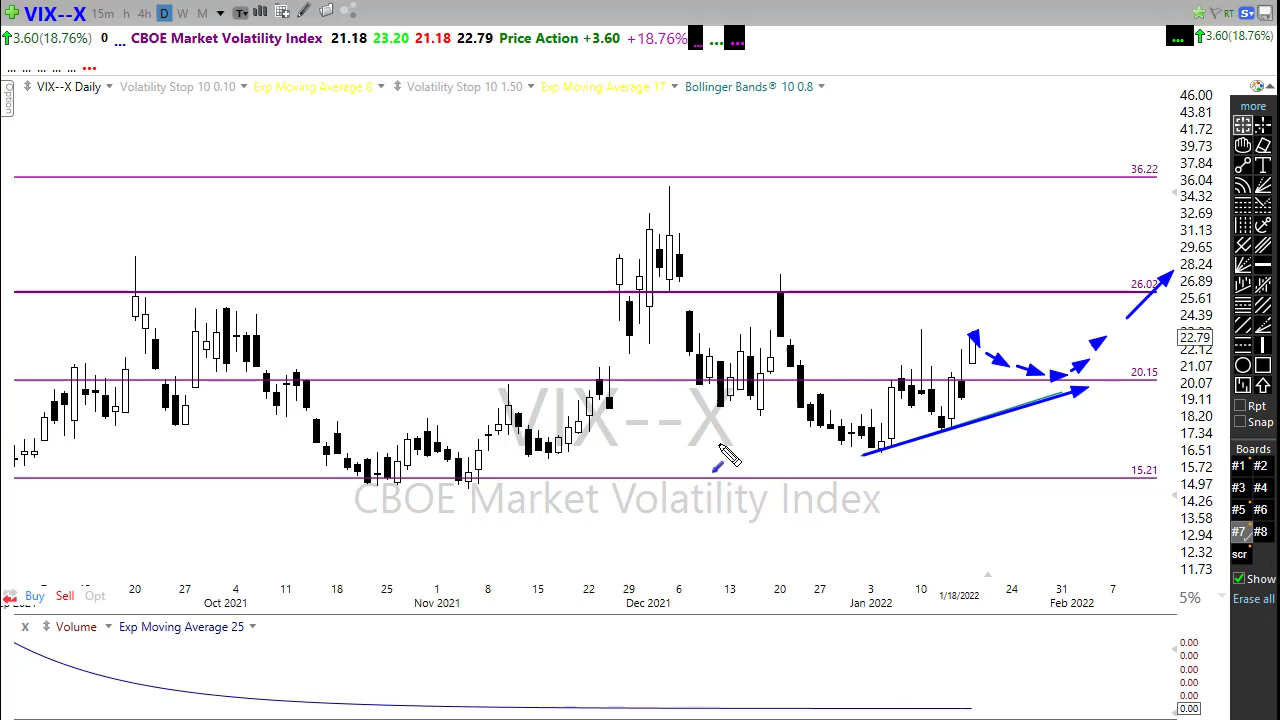 VIX--X 15m h 4h D W M T RT S
3.60(18.76%) 0 ... CBOE Market Volatility Index 21.18 23.20 21.18 22.79 Price Action +3.60 +18.76% ... ... ... ... 3.60(18.76%)
... ... ... ... ... ...
Option
VIX--X Daily Volatility Stop 10 0.10 Exp Moving Average 8 Volatility Stop 10 1.50 Exp Moving Average 17 Bollinger Bands® 10 0.8
46.00
43.81
41.72
39.73
37.84
36.04
34.32
32.69
31.13
29.65
28.24
26.89
25.61
24.39
22.79
22.12
21.07
20.07
19.11
18.20
17.34
16.51
15.72
14.97
14.26
13.58
12.94
12.32
11.73
36.22
26.02
20.15
15.21
VIX--X
CBOE Market Volatility Index
20 27 4 11 18 25 1 8 15 22 29 6 13 20 27 3 10 1/18/2022 24 31 7
Oct 2021 Nov 2021 Dec 2021 Jan 2022 Feb 2022
Buy Sell Opt
5%
X Volume Exp Moving Average 25
0.00
0.00
0.00
0.00
0.00
0.00
more
Rpt
Snap
Boards
#1 #2
#3 #4
#5 #6
#7 #8
scr
Show
Erase all